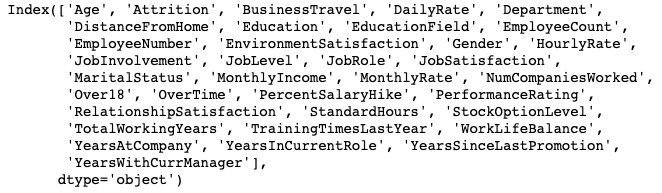 Index(['Age', 'Attrition', 'BusinessTravel', 'DailyRate', 'Department',
'DistanceFromHome', 'Education', 'EducationField', 'EmployeeCount',
'EmployeeNumber', 'EnvironmentSatisfaction', 'Gender', 'HourlyRate',
'JobInvolvement', 'JobLevel', 'JobRole', 'JobSatisfaction',
'MaritalStatus', 'MonthlyIncome', 'MonthlyRate', 'NumCompaniesWorked',
'Over18', 'OverTime', 'PercentSalaryHike', 'PerformanceRating',
'RelationshipSatisfaction', 'StandardHours', 'StockOptionLevel',
'TotalWorkingYears', 'TrainingTimesLastYear', 'WorkLifeBalance',
'YearsAtCompany', 'YearsInCurrentRole', 'YearsSinceLastPromotion',
'YearsWithCurrManager'],
dtype='object')